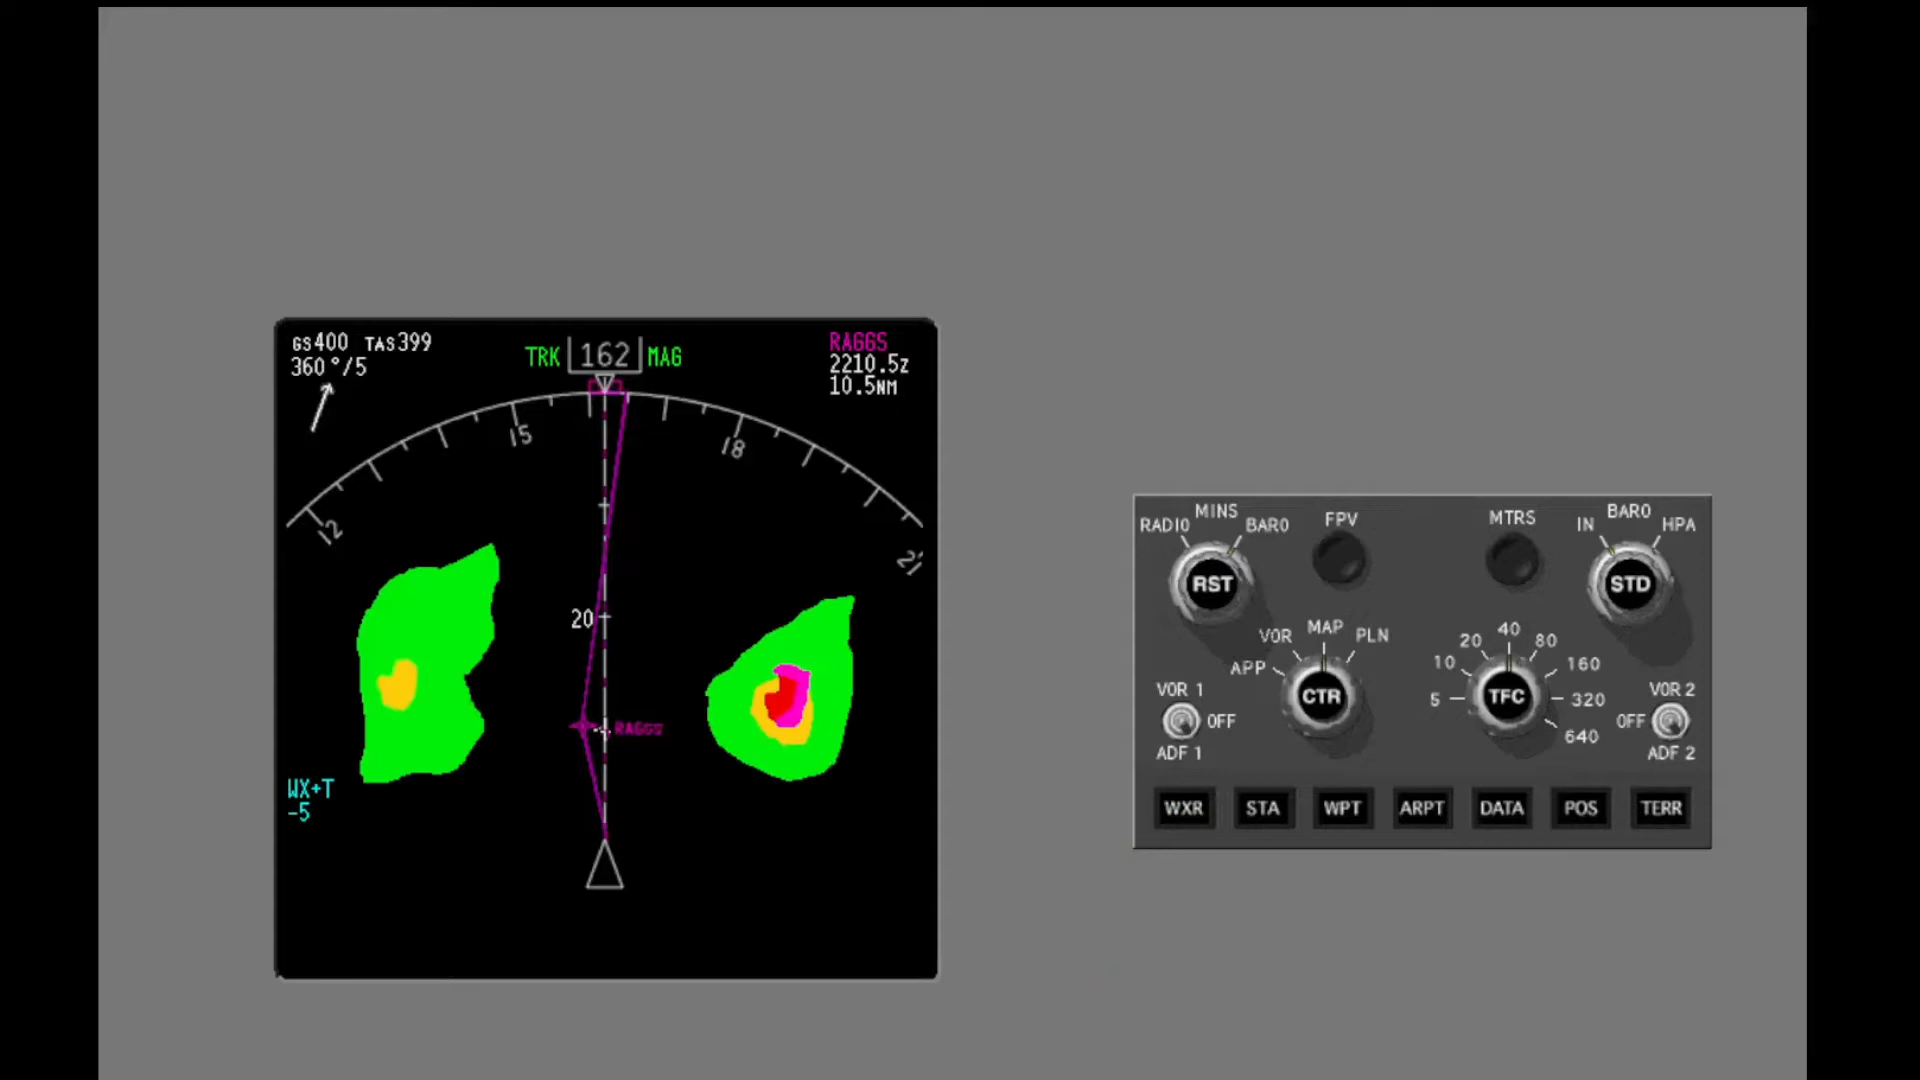 GS400 TAS399
360°/5
TRK 162 MAG
RAGGS
2210.5Z
10.5NM
12
15
18
21
20
RAGGS
WX+T
-5
RADIO MINS BARO
RST
FPV
MTRS
IN BARO HPA
STD
APP VOR MAP PLN
CTR
5 10 20 40 80 160 320 640
TFC
VOR 1
OFF
ADF 1
VOR 2
OFF
ADF 2
WXR STA WPT ARPT DATA POS TERR